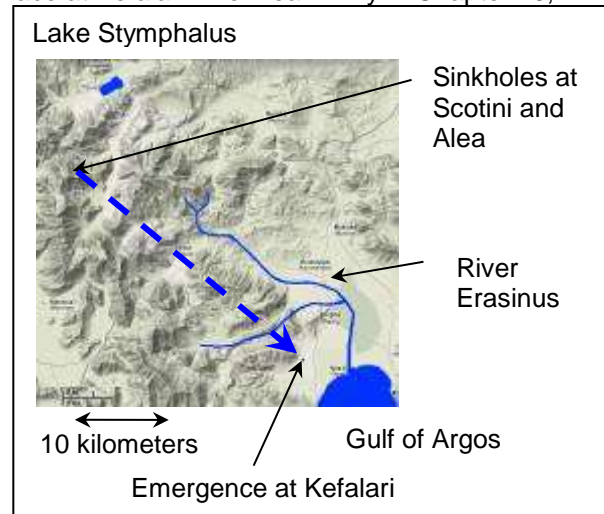 Lake Stymphalus
Sinkholes at
Scotini and
Alea
River
Erasinus
10 kilometers
Gulf of Argos
Emergence at Kefalari